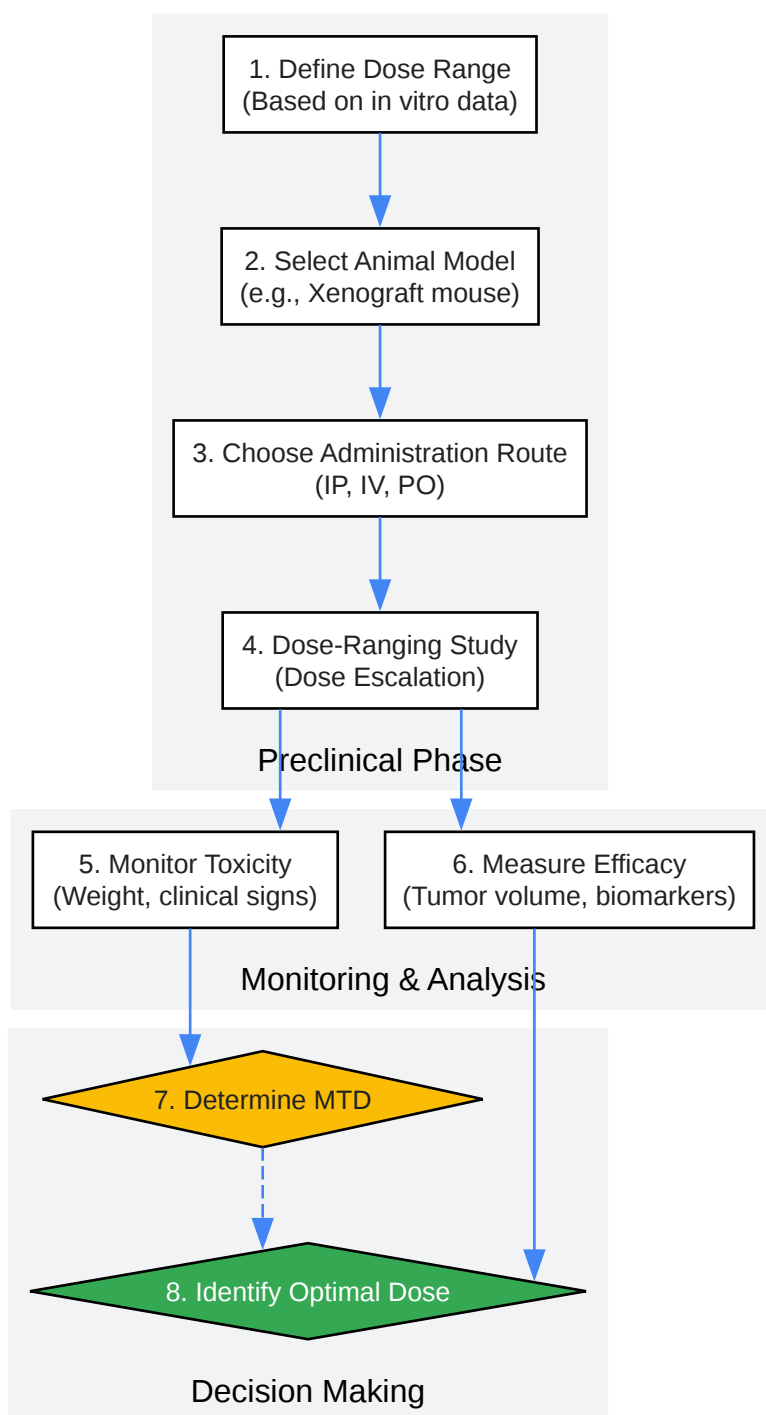 1. Define Dose Range
(Based on in vitro data)
2. Select Animal Model
(e.g., Xenograft mouse)
3. Choose Administration Route
(IP, IV, PO)
4. Dose-Ranging Study
(Dose Escalation)
Preclinical Phase
5. Monitor Toxicity
(Weight, clinical signs)
6. Measure Efficacy
(Tumor volume, biomarkers)
Monitoring & Analysis
7. Determine MTD
8. Identify Optimal Dose
Decision Making